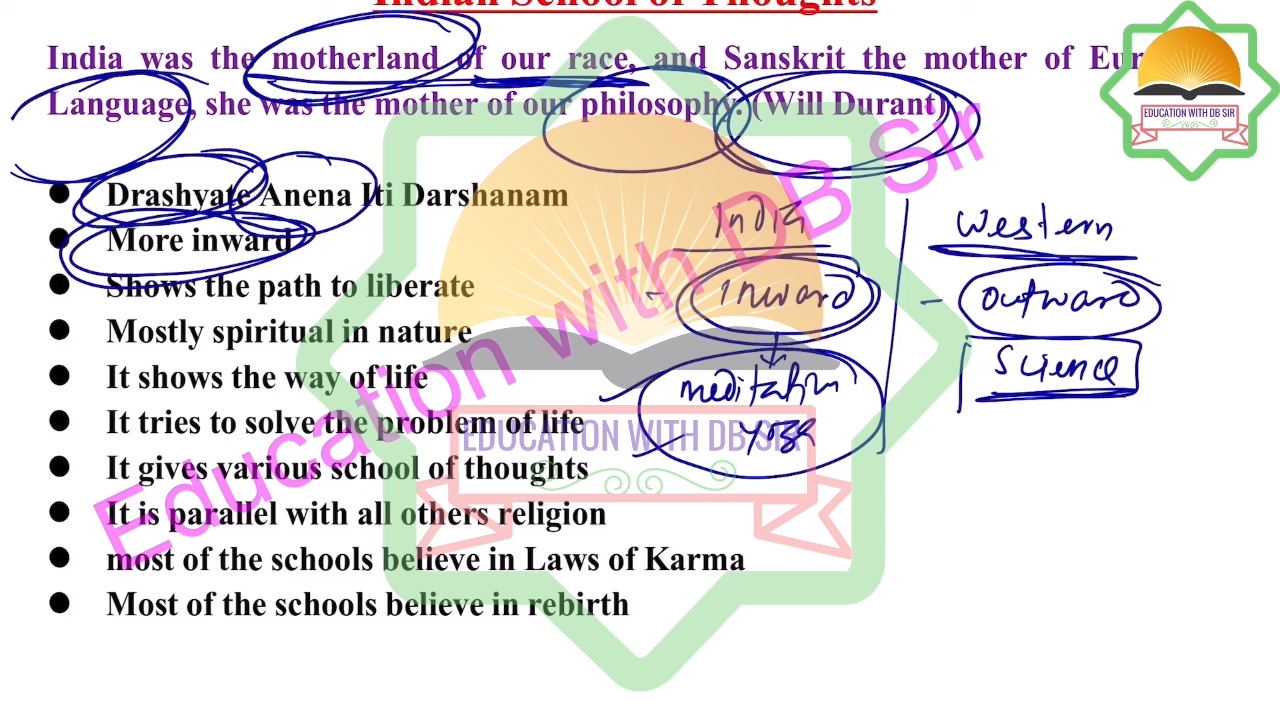 Indian School of Thoughts
India was the motherland of our race, and Sanskrit the mother of Eur
Language, she was the mother of our philosophy. (Will Durant)
Drashyate Anena Iti Darshanam
More inward
Shows the path to liberate
Mostly spiritual in nature
It shows the way of life
It tries to solve the problem of life
It gives various school of thoughts
It is parallel with all others religion
most of the schools believe in Laws of Karma
Most of the schools believe in rebirth
India
- inward
meditation
yoga
Western
- outward
Science
EDUCATION WITH DB SIR
EDUCATION WITH DB SIR
Education with DB Sir